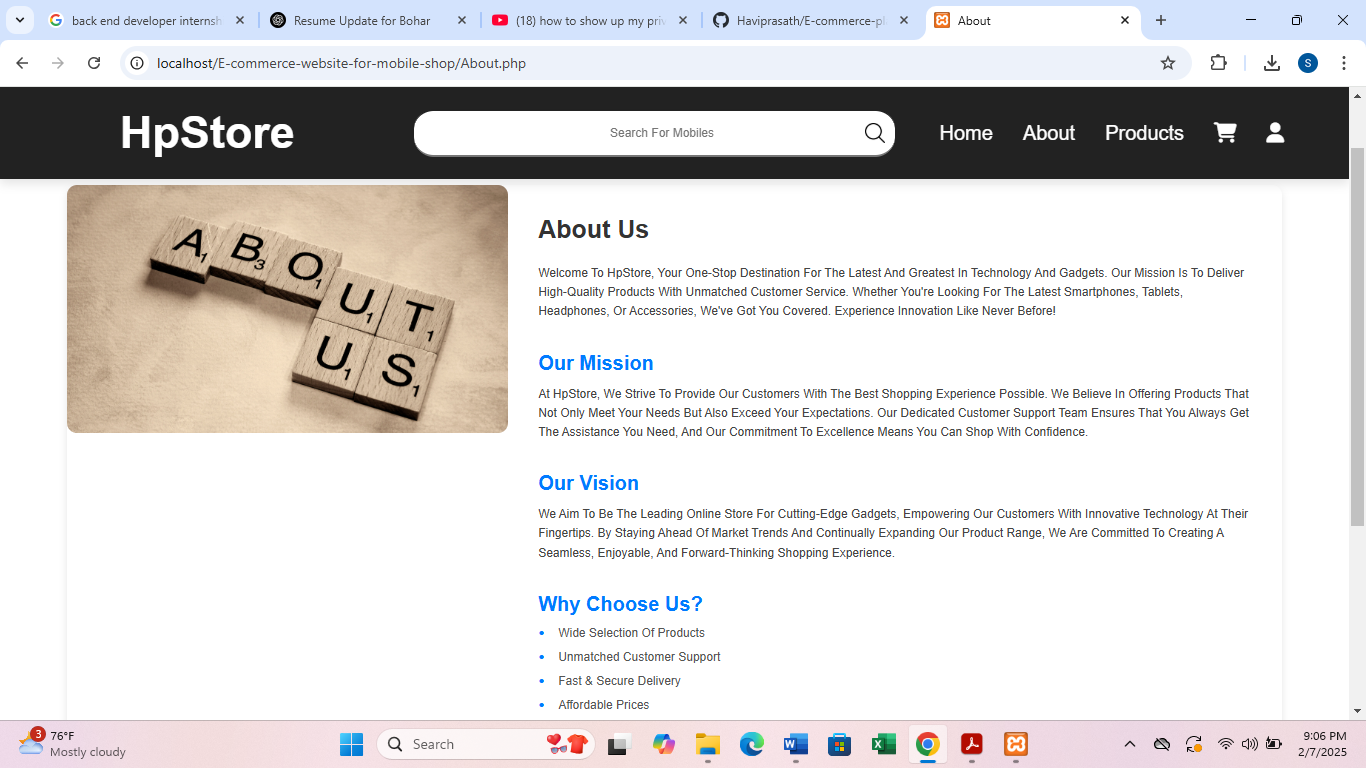 back end developer internsh
Resume Update for Bohar
(18) how to show up my priv
Haviprasath/E-commerce-pl
About
localhost/E-commerce-website-for-mobile-shop/About.php
S
HpStore
Search For Mobiles
Home
About
Products
A1 B3 O1 U1 T1
U1 S1
About Us
Welcome To HpStore, Your One-Stop Destination For The Latest And Greatest In Technology And Gadgets. Our Mission Is To Deliver
High-Quality Products With Unmatched Customer Service. Whether You're Looking For The Latest Smartphones, Tablets,
Headphones, Or Accessories, We've Got You Covered. Experience Innovation Like Never Before!
Our Mission
At HpStore, We Strive To Provide Our Customers With The Best Shopping Experience Possible. We Believe In Offering Products That
Not Only Meet Your Needs But Also Exceed Your Expectations. Our Dedicated Customer Support Team Ensures That You Always Get
The Assistance You Need, And Our Commitment To Excellence Means You Can Shop With Confidence.
Our Vision
We Aim To Be The Leading Online Store For Cutting-Edge Gadgets, Empowering Our Customers With Innovative Technology At Their
Fingertips. By Staying Ahead Of Market Trends And Continually Expanding Our Product Range, We Are Committed To Creating A
Seamless, Enjoyable, And Forward-Thinking Shopping Experience.
Why Choose Us?
• Wide Selection Of Products
• Unmatched Customer Support
• Fast & Secure Delivery
• Affordable Prices
3
76°F
Mostly cloudy
Search
9:06 PM
2/7/2025